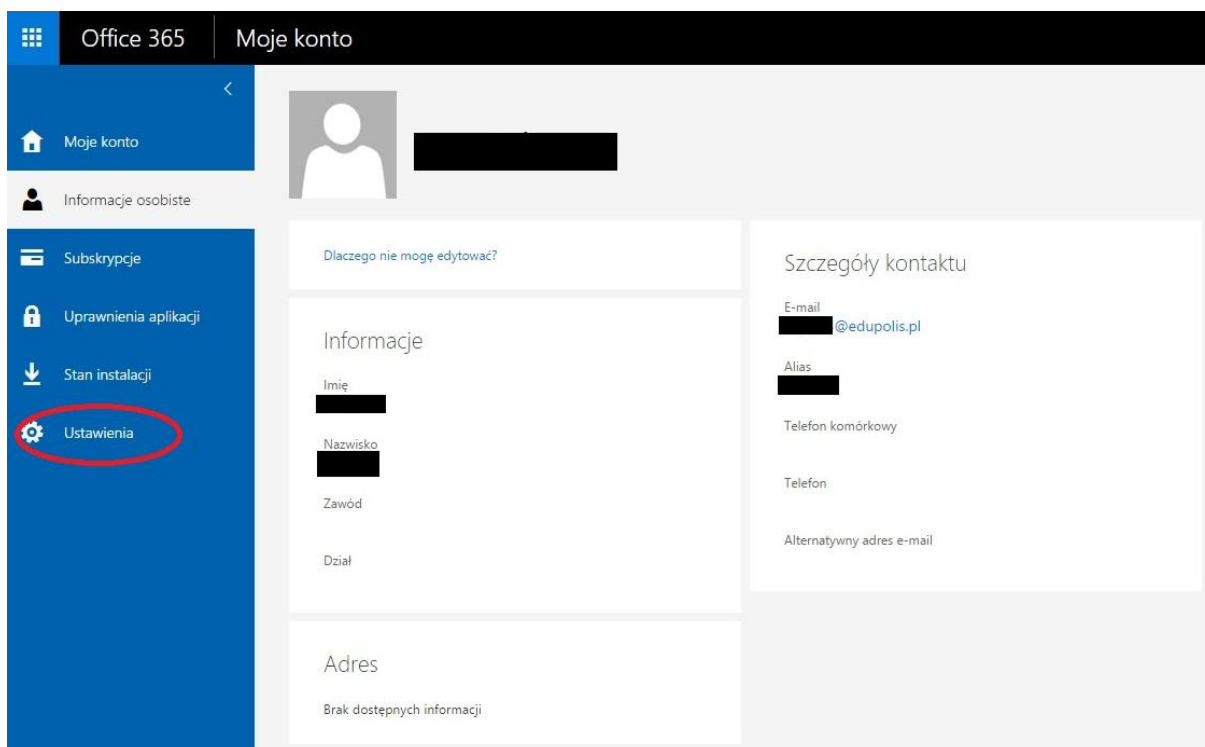 Office 365
Moje konto
Moje konto
Informacje osobiste
Subskrypcje
Uprawnienia aplikacji
Stan instalacji
Ustawienia
Dlaczego nie mogę edytować?
Informacje
Imię
Nazwisko
Zawód
Dział
Adres
Brak dostępnych informacji
Szczegóły kontaktu
E-mail
@edupolis.pl
Alias
Telefon komórkowy
Telefon
Alternatywny adres e-mail